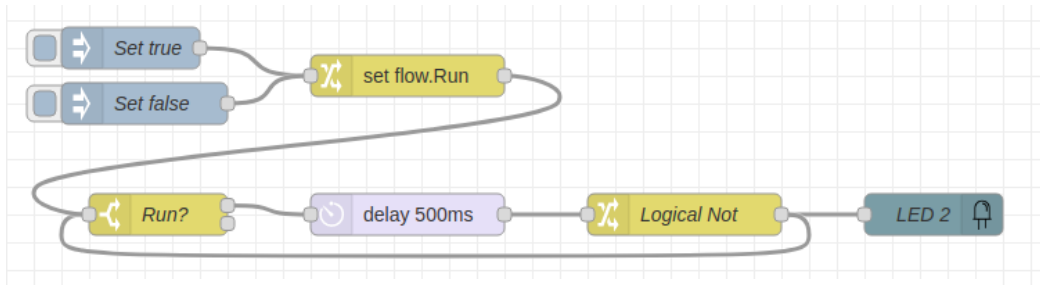 Set true
set flow.Run
Set false
Run?
delay 500ms
Logical Not
LED 2